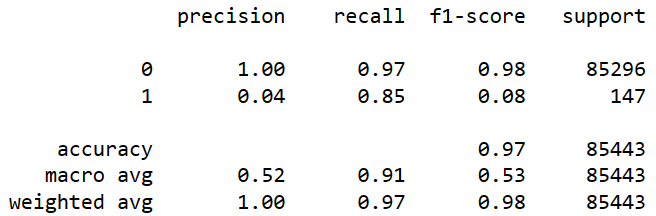 precision recall f1-score support
0 1.00 0.97 0.98 85296
1 0.04 0.85 0.08 147
accuracy 0.97 85443
macro avg 0.52 0.91 0.53 85443
weighted avg 1.00 0.97 0.98 85443